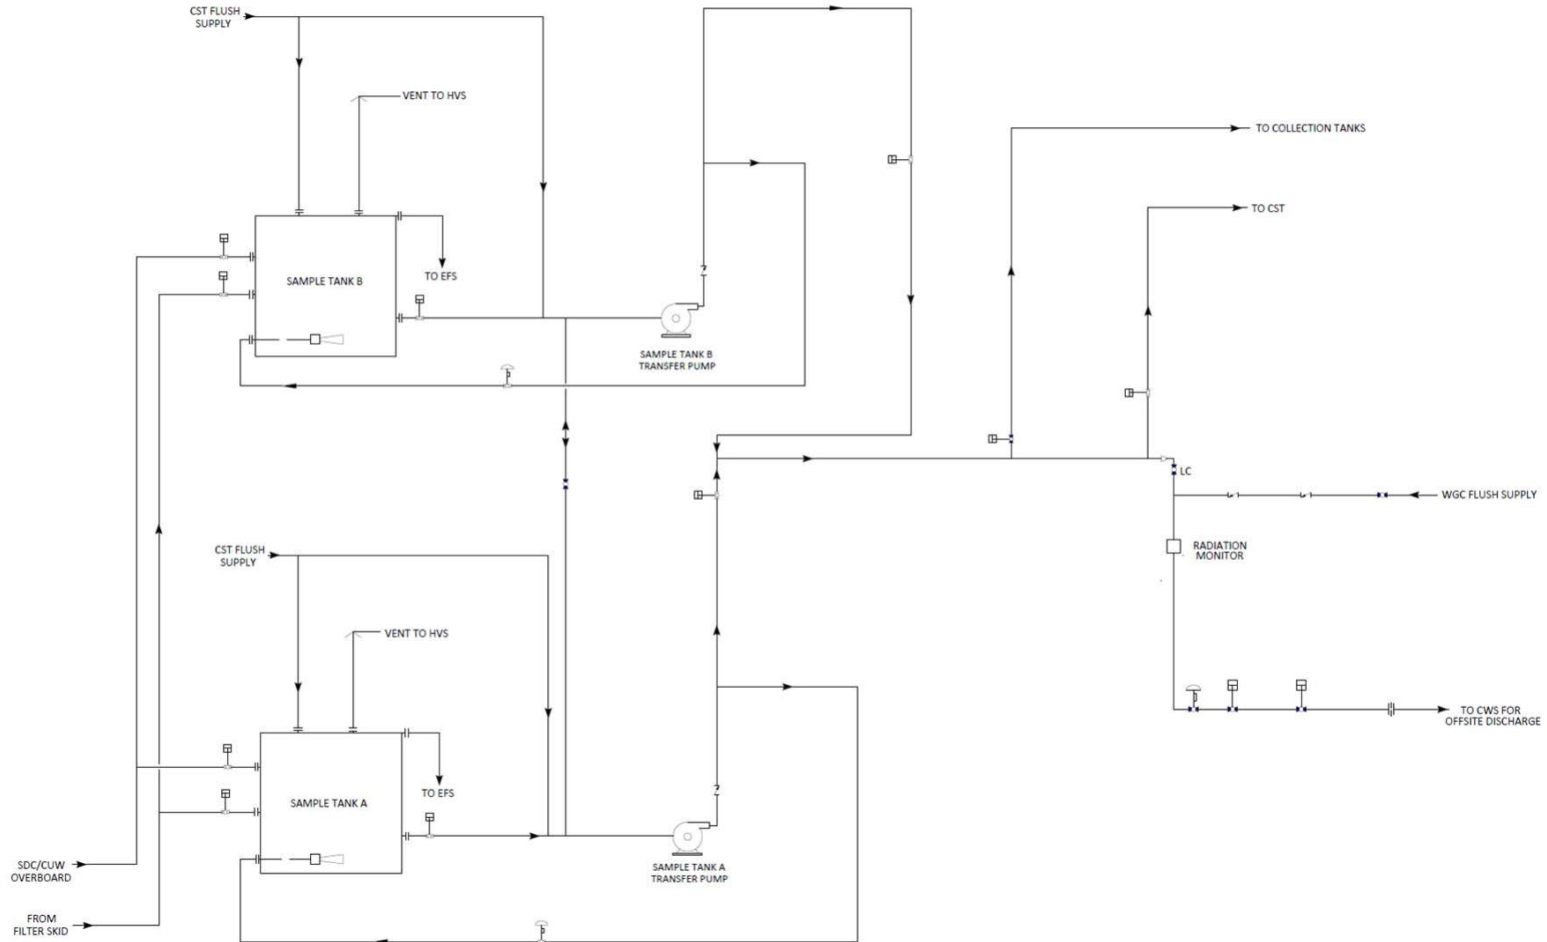 CST FLUSH
SUPPLY
VENT TO HVS
TO COLLECTION TANKS
TO CST
TO EFS
SAMPLE TANK B
SAMPLE TANK B
TRANSFER PUMP
LC
WGC FLUSH SUPPLY
RADIATION
MONITOR
CST FLUSH
SUPPLY
VENT TO HVS
TO CWS FOR
OFFSITE DISCHARGE
TO EFS
SAMPLE TANK A
SAMPLE TANK A
TRANSFER PUMP
SDC/CUW
OVERBOARD
FROM
FILTER SKID